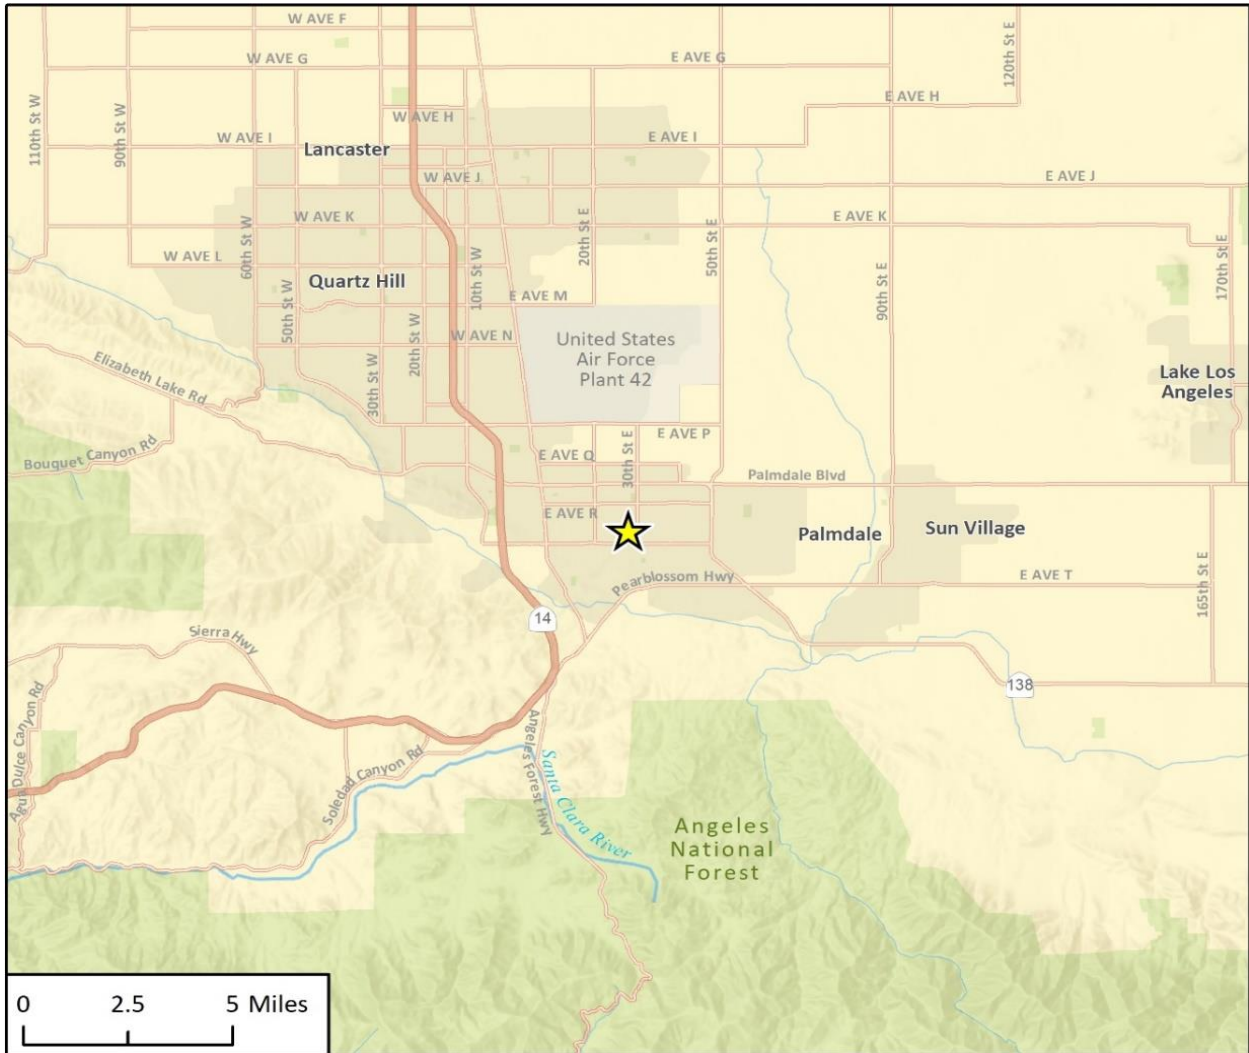 W AVE F
W AVE G
E AVE G
120th St E
E AVE H
W AVE H
110th St W
90th St W
W AVE I
E AVE I
Lancaster
W AVE J
E AVE J
W AVE K
E AVE K
60th St W
W AVE L
20th St E
50th St E
10th St W
170th St E
Quartz Hill
E AVE M
90th St E
50th St W
W AVE N
20th St W
United States
Air Force
Plant 42
30th St W
Elizabeth Lake Rd
Lake Los
Angeles
E AVE P
Bouquet Canyon Rd
E AVE Q
30th St E
Palmdale Blvd
E AVE R
Palmdale
Sun Village
Pearblossom Hwy
E AVE T
165th St E
14
Sierra Hwy
138
Agua Dulce Canyon Rd
Soledad Canyon Rd
Angeles Forest Hwy
Santa Clara River
Angeles
National
Forest
0 2.5 5 Miles